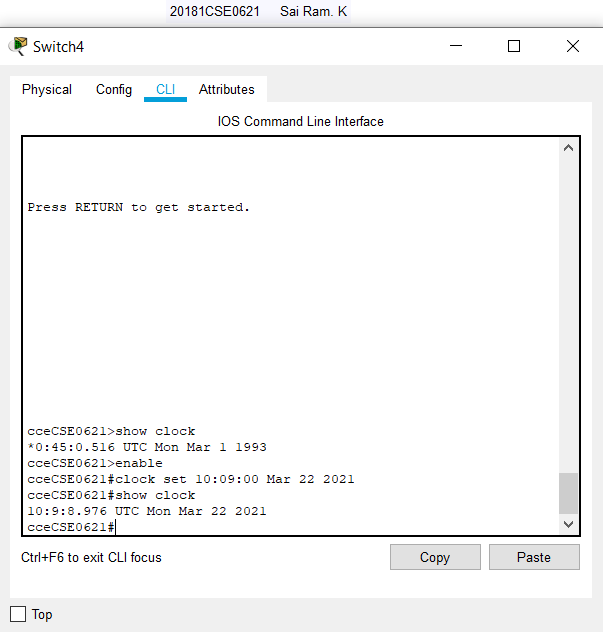 20181CSE0621 Sai Ram. K
Switch4
Physical Config CLI Attributes
IOS Command Line Interface
Press RETURN to get started.
cceCSE0621>show clock
*0:45:0.516 UTC Mon Mar 1 1993
cceCSE0621>enable
cceCSE0621#clock set 10:09:00 Mar 22 2021
cceCSE0621#show clock
10:9:8.976 UTC Mon Mar 22 2021
cceCSE0621#
Ctrl+F6 to exit CLI focus
Copy Paste
Top